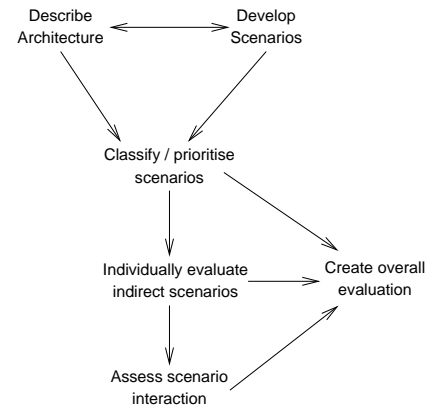 Describe
Architecture
Develop
Scenarios
Classify / prioritise
scenarios
Individually evaluate
indirect scenarios
Create overall
evaluation
Assess scenario
interaction